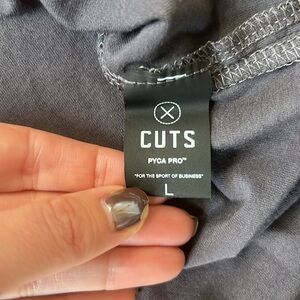 CUTS
PYCA PRO™
"FOR THE SPORT OF BUSINESS"
L